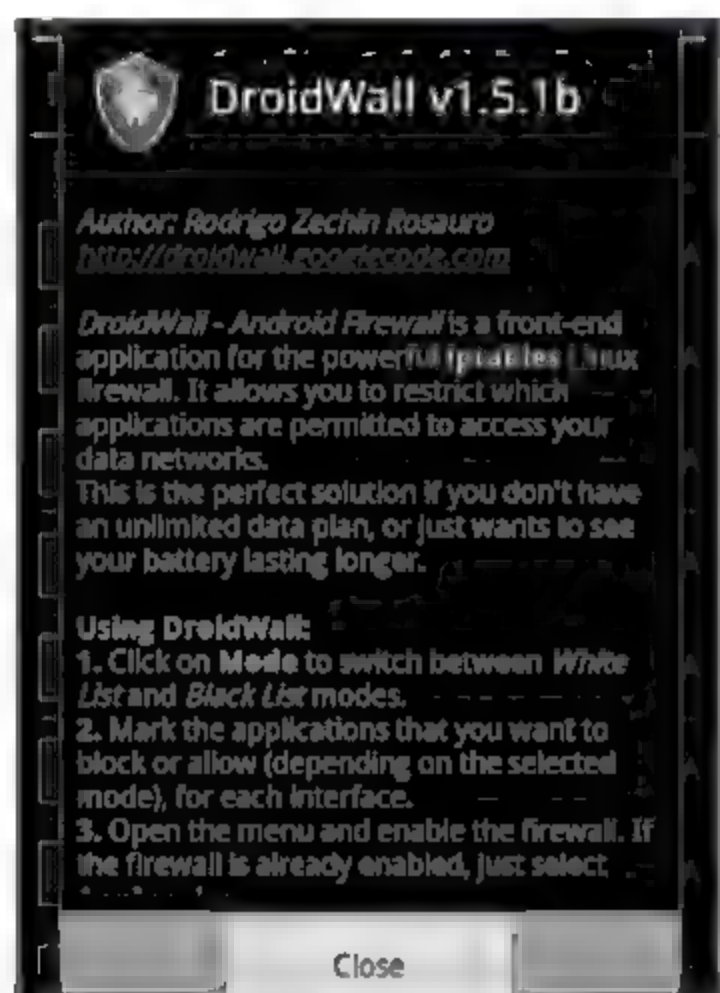 DroidWall v1.5.1b
Author: Rodrigo Zechin Rosauro
http://droidwall.googlecode.com
DroidWall - Android Firewall is a front-end
application for the powerful iptables Linux
firewall. It allows you to restrict which
applications are permitted to access your
data networks.
This is the perfect solution if you don't have
an unlimited data plan, or just wants to see
your battery lasting longer.
Using DroidWall:
1. Click on Mode to switch between White
List and Black List modes.
2. Mark the applications that you want to
block or allow (depending on the selected
mode), for each interface.
3. Open the menu and enable the firewall. If
the firewall is already enabled, just select
Close